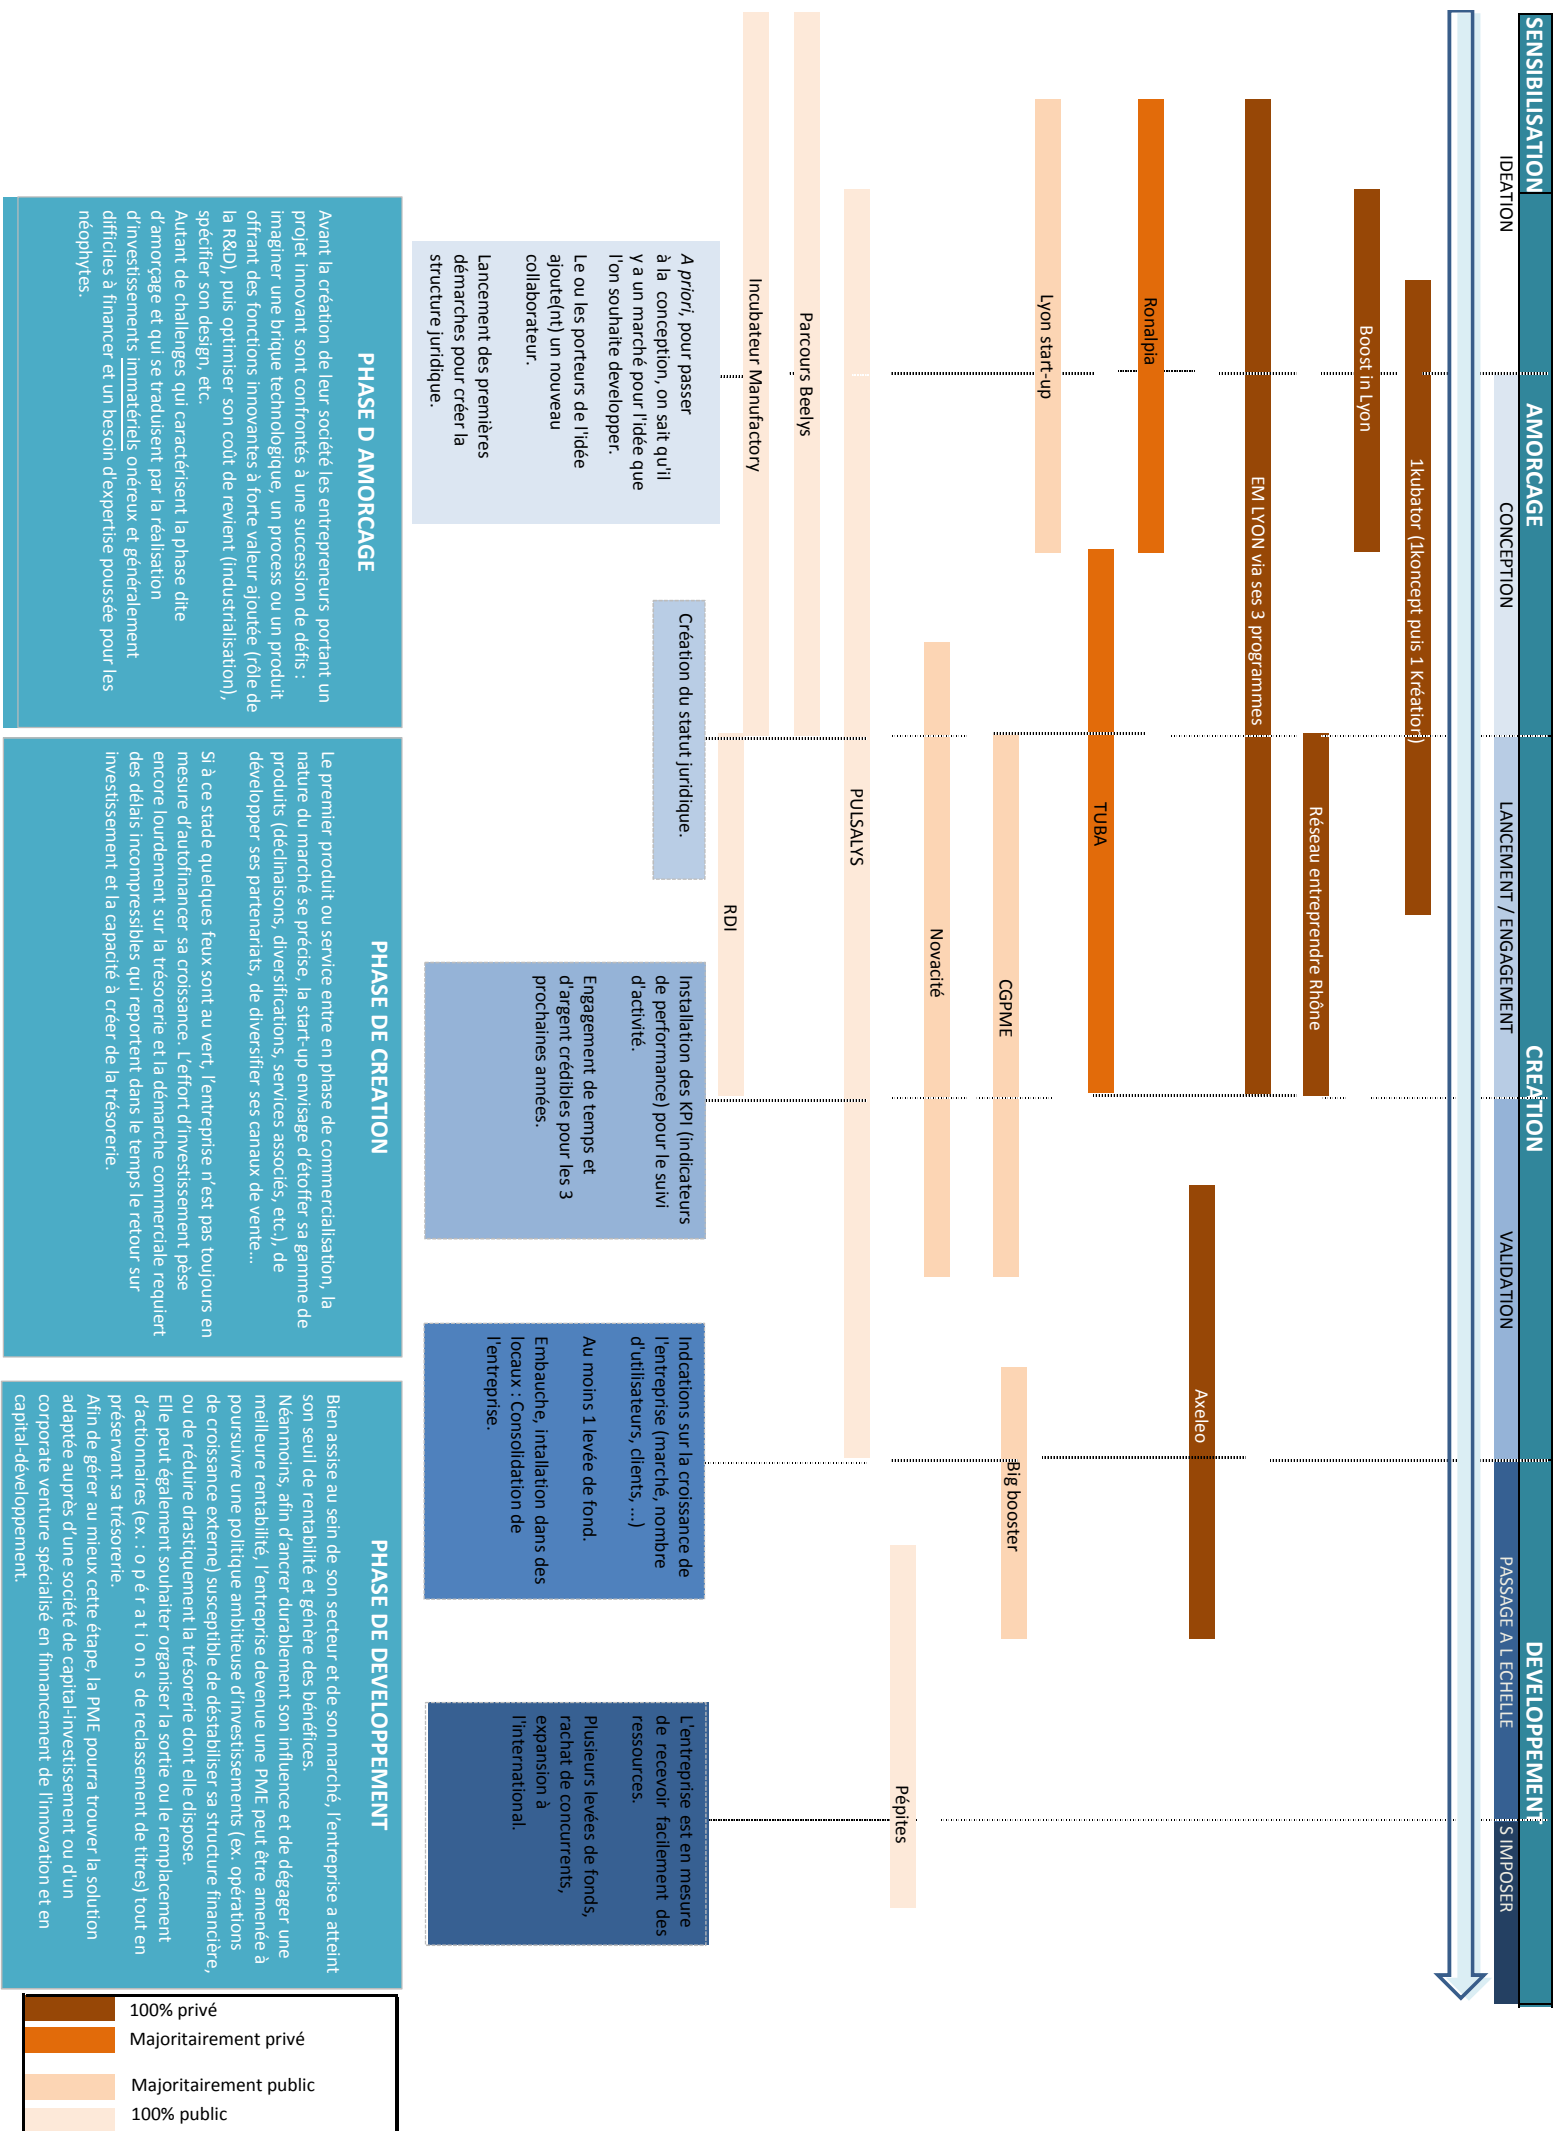 SENSIBILISATION
AMORCAGE
CREATION
DEVELOPPEMENT
IDEATION
CONCEPTION
LANCEMENT / ENGAGEMENT
VALIDATION
PASSAGE A L ECHELLE
S IMPOSER
1kubator (1koncept puis 1 Kréation)
Boost in Lyon
Réseau entreprendre Rhône
EM LYON via ses 3 programmes
Axeleo
Ronalpia
TUBA
Lyon start-up
Big booster
CGPME
Novacité
Pépites
PULSALYS
Parcours Beelys
Incubateur Manufactory
RDI
A priori, pour passer
à la conception, on sait qu'il
y a un marché pour l'idée que
l'on souhaite developper.
Le ou les porteurs de l'idée
ajoute(nt) un nouveau
collaborateur.
Lancement des premières
démarches pour créer la
structure juridique.
Création du statut juridique.
Installation des KPI (indicateurs
de performance) pour le suivi
d'activité.
Engagement de temps et
d'argent crédibles pour les 3
prochaines années.
Indcations sur la croissance de
l'entreprise (marché, nombre
d'utilisateurs, clients, ...)
Au moins 1 levée de fond.
Embauche, intallation dans des
locaux : Consolidation de
l'entreprise.
L'entreprise est en mesure
de recevoir facilement des
ressources.
Plusieurs levées de fonds,
rachat de concurrents,
expansion à
l'international.
PHASE D AMORCAGE
Avant la création de leur société les entrepreneurs portant un
projet innovant sont confrontés à une succession de défis :
imaginer une brique technologique, un process ou un produit
offrant des fonctions innovantes à forte valeur ajoutée (rôle de
la R&D), puis optimiser son coût de revient (industrialisation),
spécifier son design, etc.
Autant de challenges qui caractérisent la phase dite
d'amorçage et qui se traduisent par la réalisation
d'investissements immatériels onéreux et généralement
difficiles à financer et un besoin d'expertise poussée pour les
néophytes.
PHASE DE CREATION
Le premier produit ou service entre en phase de commercialisation, la
nature du marché se précise, la start-up envisage d'étoffer sa gamme de
produits (déclinaisons, diversifications, services associés, etc.), de
développer ses partenariats, de diversifier ses canaux de vente…
Si à ce stade quelques feux sont au vert, l'entreprise n'est pas toujours en
mesure d'autofinancer sa croissance. L'effort d'investissement pèse
encore lourdement sur la trésorerie et la démarche commerciale requiert
des délais incompressibles qui reportent dans le temps le retour sur
investissement et la capacité à créer de la trésorerie.
PHASE DE DEVELOPPEMENT
Bien assise au sein de son secteur et de son marché, l'entreprise a atteint
son seuil de rentabilité et génère des bénéfices.
Néanmoins, afin d'ancrer durablement son influence et de dégager une
meilleure rentabilité, l'entreprise devenue une PME peut être amenée à
poursuivre une politique ambitieuse d'investissements (ex. opérations
de croissance externe) susceptible de déstabiliser sa structure financière,
ou de réduire drastiquement la trésorerie dont elle dispose.
Elle peut également souhaiter organiser la sortie ou le remplacement
d'actionnaires (ex. : o p é r a t i o n s de reclassement de titres) tout en
préservant sa trésorerie.
Afin de gérer au mieux cette étape, la PME pourra trouver la solution
adaptée auprès d'une société de capital-investissement ou d'un
corporate venture spécialisé en financement de l'innovation et en
capital-développement.
100% privé
Majoritairement privé
Majoritairement public
100% public